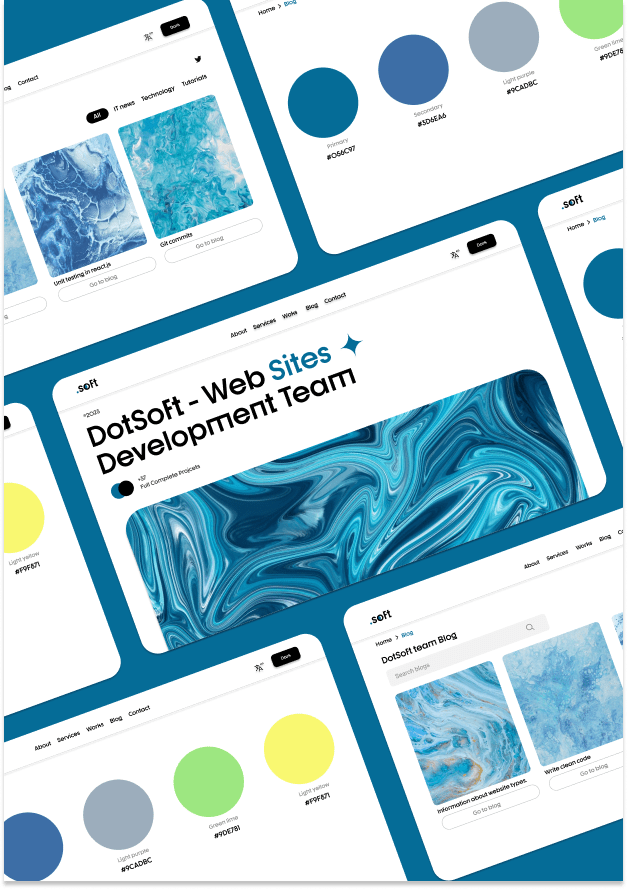 Dark
og Contact
All IT news Technology Tutorials
Unit testing in react.js
Go to blog
Git commits
Go to blog
Home > Blog
Primary
#O56C97
Secondary
#3D6EA6
Light purple
#9CADBC
Green lime
#9DE78
.soft
Home > Blog
.soft
About Services Works Blog Contact
Dark
°2023
DotSoft - Web Sites
Development Team
+37
Full Complete Projcets
Light yellow
#F9F871
About Services Works Blog Contact
Dark
Light purple
#9CADBC
Green lime
#9DE781
Light yellow
#F9F871
.soft
About Services Works Blog
Home > Blog
DotSoft team Blog
Search blogs
Information about website types.
Go to blog
Write clean code
Go to blog